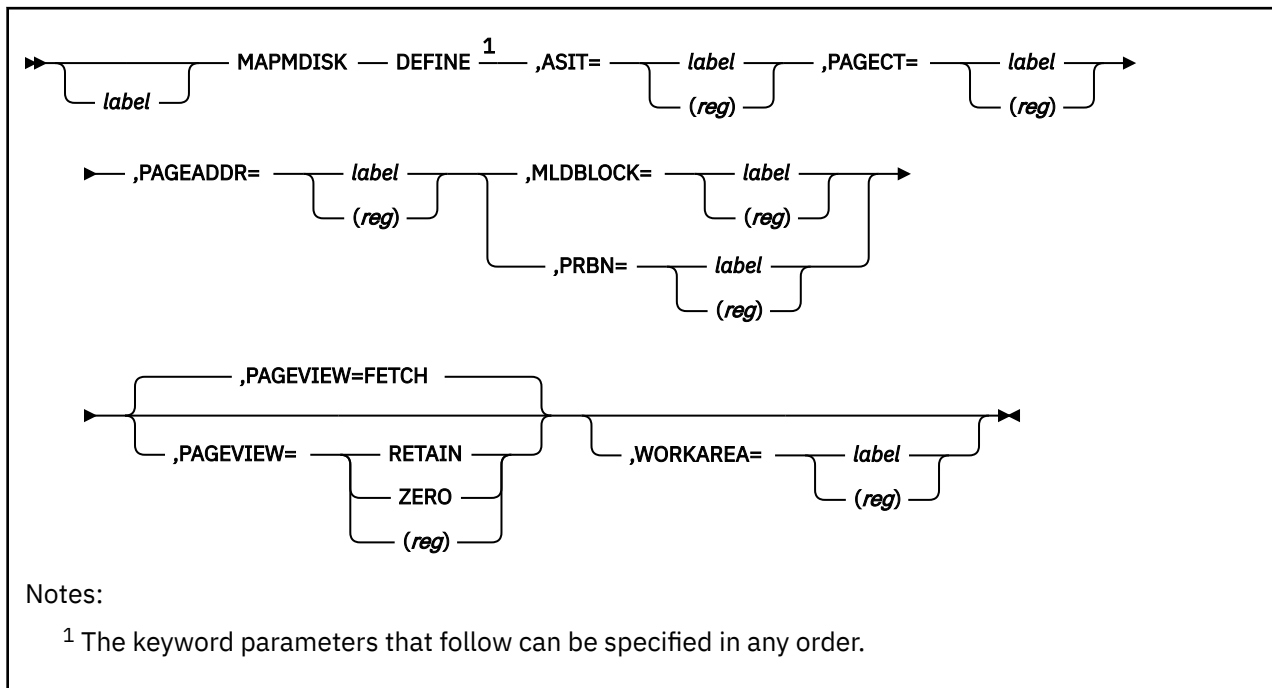 MAPMDISK DEFINE 1 ,ASIT= label ,PAGECT= label
label (reg) (reg)
,PAGEADDR= label ,MLDBLOCK= label
(reg) (reg)
,PRBN= label
(reg)
,PAGEVIEW=FETCH
,PAGEVIEW= RETAIN ,WORKAREA= label
ZERO (reg)
(reg)
Notes:
1 The keyword parameters that follow can be specified in any order.